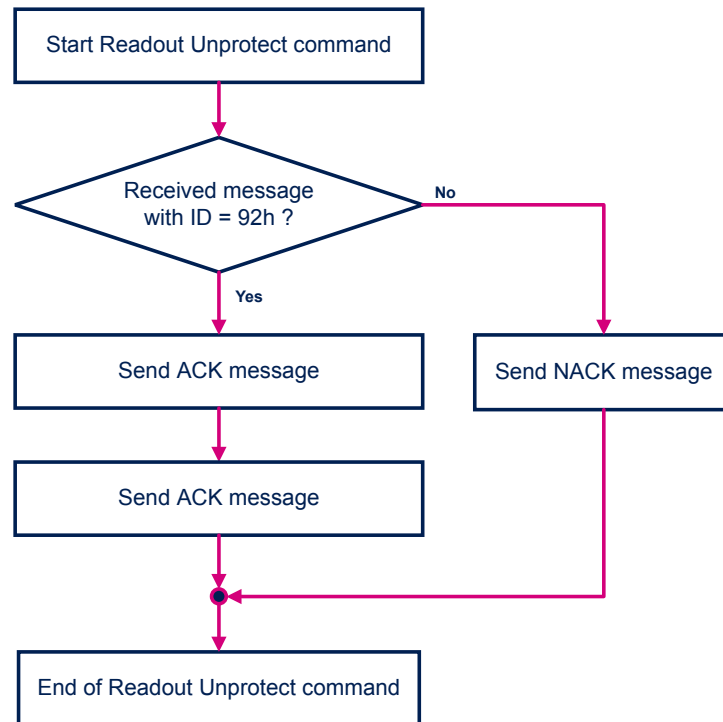 Start Readout Unprotect command
Received message
with ID = 92h ?
No
Yes
Send ACK message
Send NACK message
Send ACK message
End of Readout Unprotect command